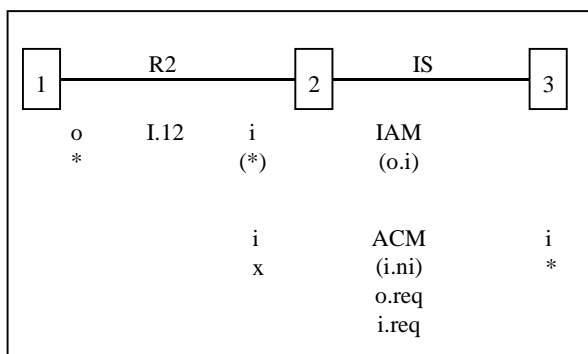 R2 IS
1 2 3
o I.12 i IAM
* (*) (o.i)
i ACM i
x (i.ni) *
o.req
i.req